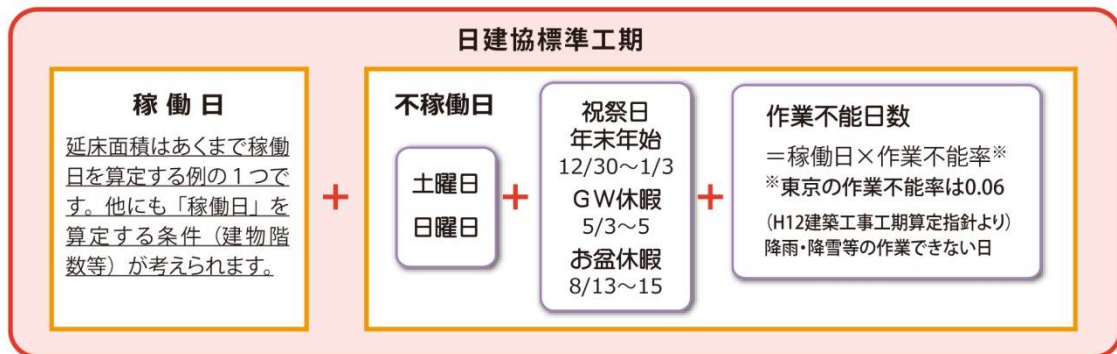 日建協標準工期
稼働日
延床面積はあくまで稼働
日を算定する例の１つで
す。他にも「稼働日」を
算定する条件（建物階
数等）が考えられます。
+
不稼働日
土曜日
日曜日
+
祝祭日
年末年始
12/30～1/3
ＧＷ休暇
5/3～5
お盆休暇
8/13～15
+
作業不能日数
＝稼働日×作業不能率※
※東京の作業不能率は0.06
(H12建築工事工期算定指針より)
降雨・降雪等の作業できない日